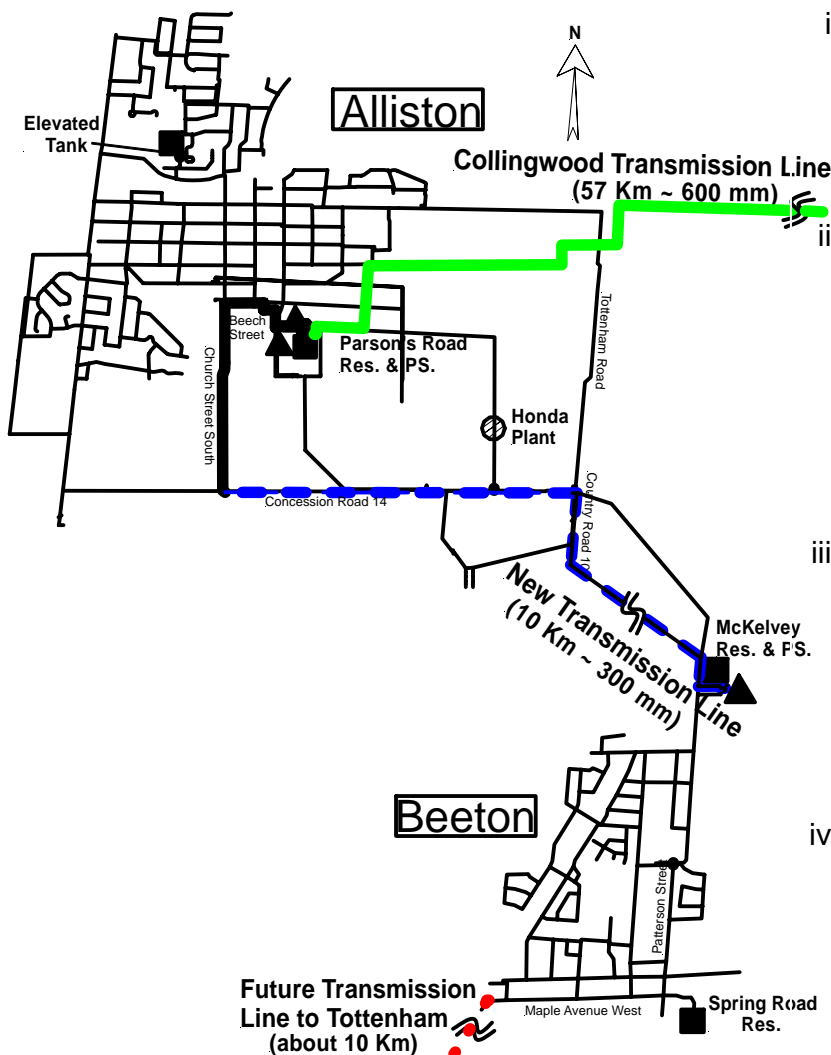 i
N
Alliston
Elevated
Tank
Collingwood Transmission Line
(57 Km ~ 600 mm)
ii
Tottenham Road
Beech
Street
Church Street South
Parson's Road
Res. & PS.
Honda
Plant
Concession Road 14
Country Road 10
iii
New Transmission Line
(10 Km ~ 300 mm)
McKelvey
Res. & PS.
Beeton
iv
Patterson Street
Future Transmission
Line to Tottenham
(about 10 Km)
Maple Avenue West
Spring Road
Res.